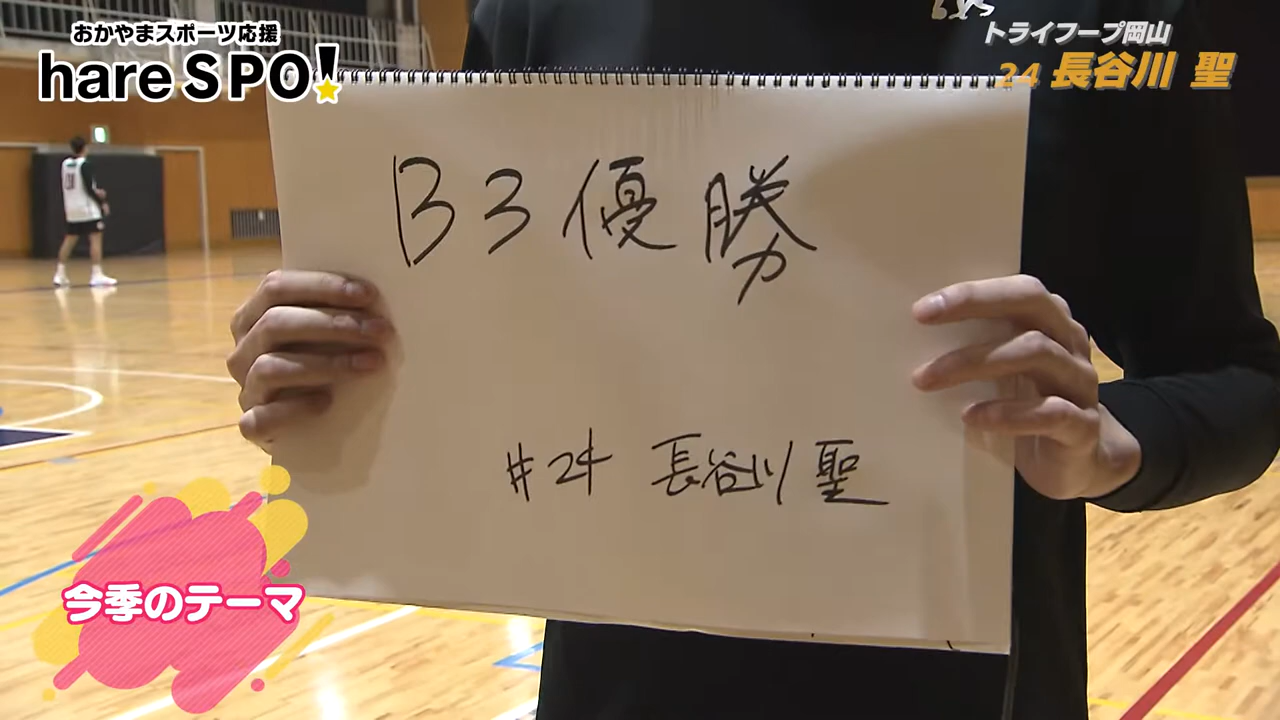 おかやまスポーツ応援
hare SPO!
トライフープ岡山
24 長谷川 聖
B3優勝
#24 長谷川 聖
今季のテーマ